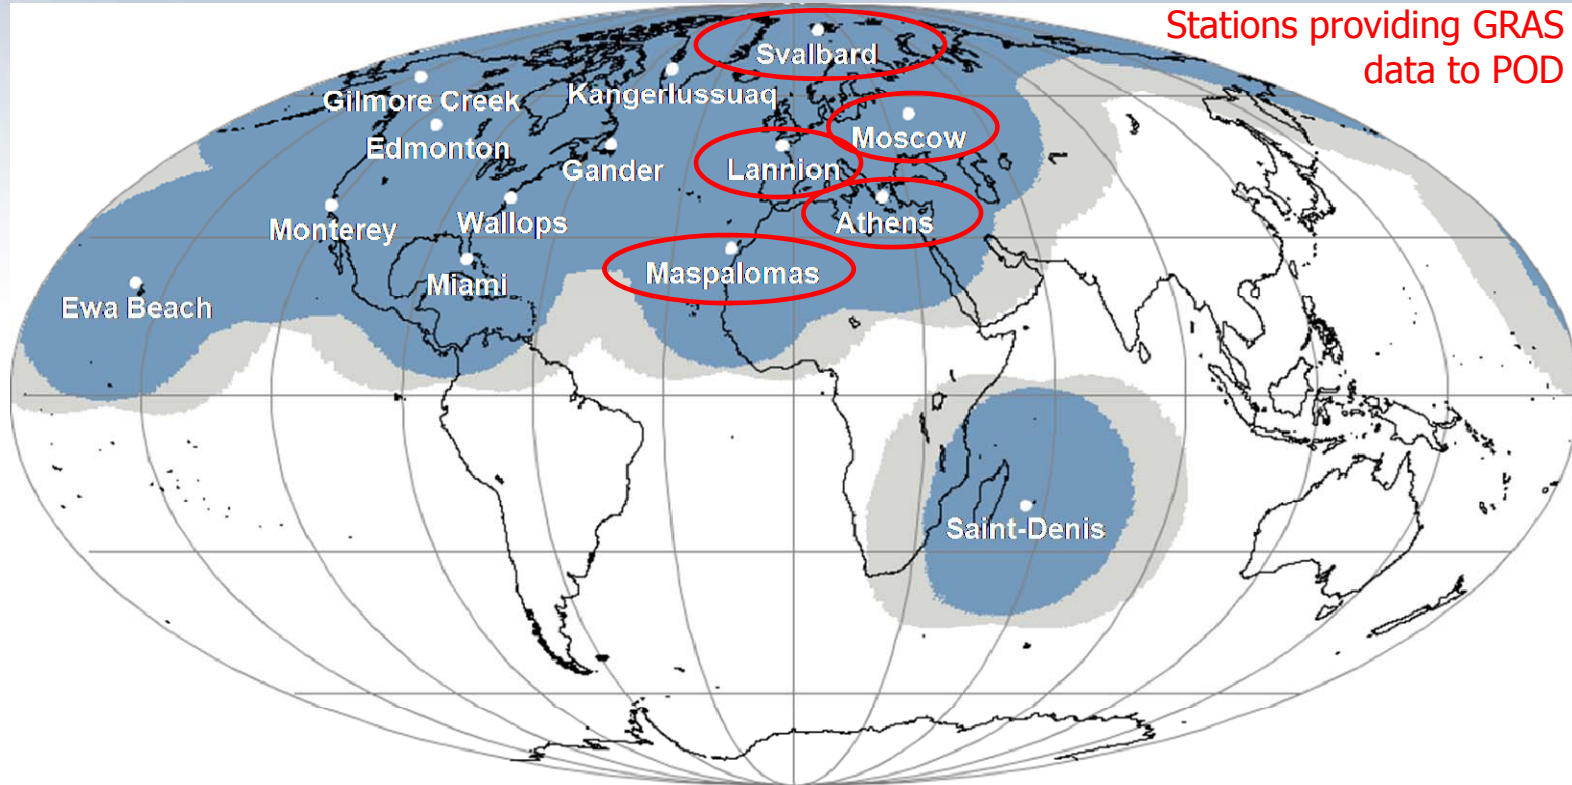 Stations providing GRAS
data to POD
Svalbard
Kangerlussuaq
Gilmore Creek
Moscow
Edmonton
Gander
Lannion
Wallops
Athens
Monterey
Maspalomas
Miami
Ewa Beach
Saint-Denis